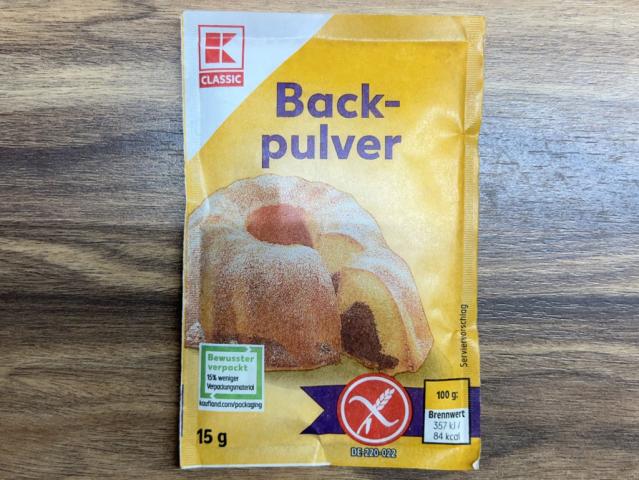 K
CLASSIC
Back-
pulver
Serviervorschlag
Bewusster
verpackt
15% weniger
Verpackungsmaterial
kaufland.com/packaging
15 g
DE-220-022
100 g:
Brennwert
357 kJ /
84 kcal